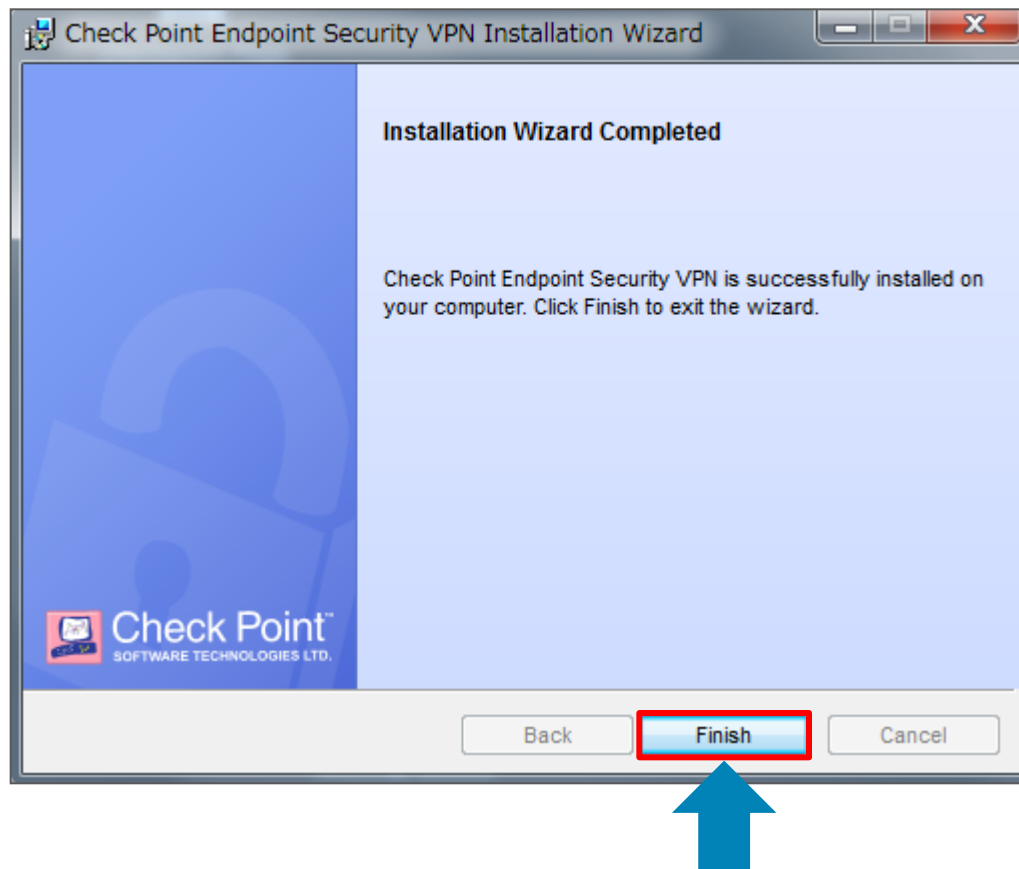 Check Point Endpoint Security VPN Installation Wizard
Installation Wizard Completed
Check Point Endpoint Security VPN is successfully installed on
your computer. Click Finish to exit the wizard.
Check Point™
SOFTWARE TECHNOLOGIES LTD.
Back Finish Cancel